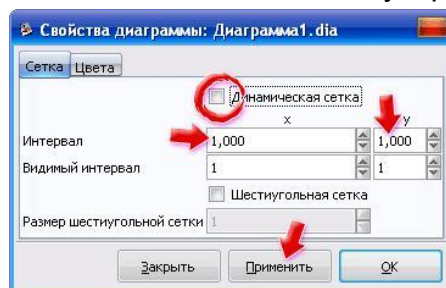 Свойства диаграммы: Диаграмма1.dia
Сетка Цвета
Динамическая сетка
x y
Интервал 1,000 1,000
Видимый интервал 1 1
Шестиугольная сетка
Размер шестиугольной сетки 1
Закрыть Применить OK